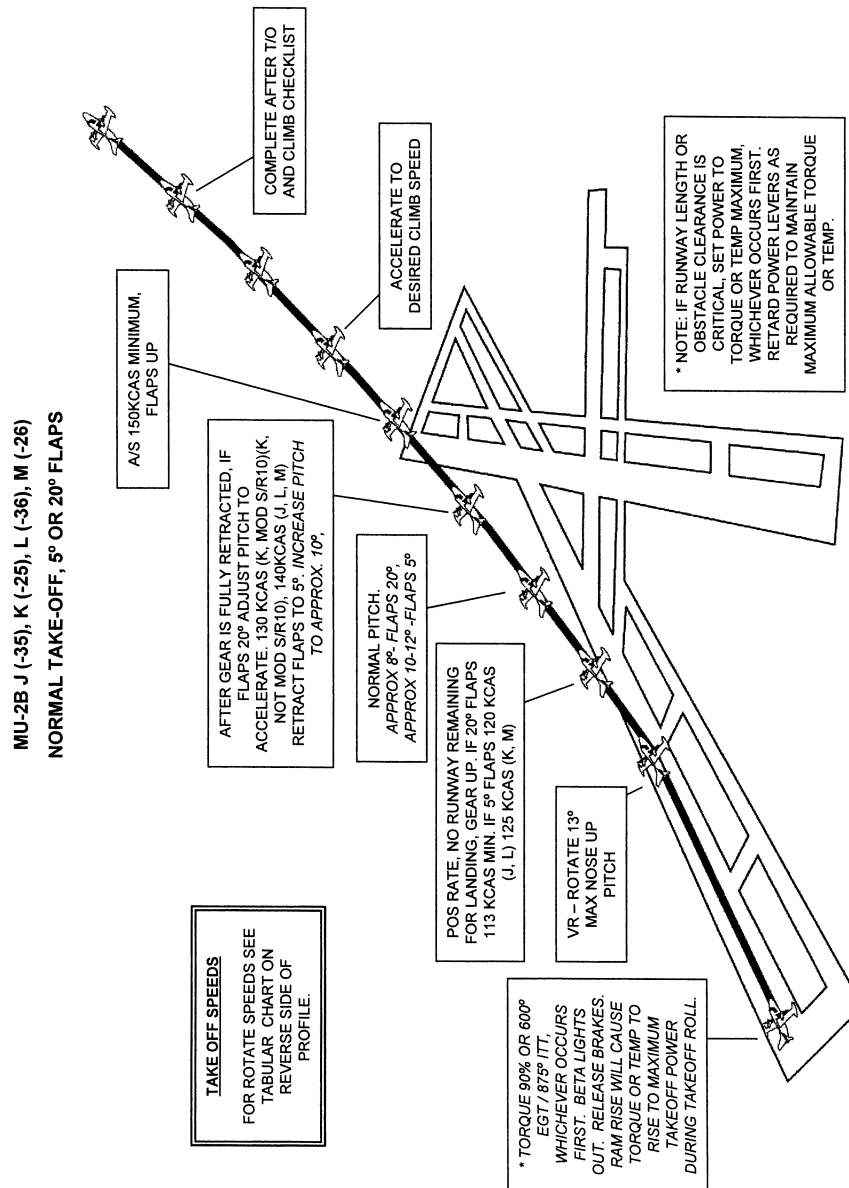 MU-2B J (-35), K (-25), L (-36), M (-26)
NORMAL TAKE-OFF, 5º OR 20º FLAPS
TAKE OFF SPEEDS
FOR ROTATE SPEEDS SEE
TABULAR CHART ON
REVERSE SIDE OF
PROFILE.
* TORQUE 90% OR 600º
EGT / 875º ITT,
WHICHEVER OCCURS
FIRST. BETA LIGHTS
OUT. RELEASE BRAKES.
RAM RISE WILL CAUSE
TORQUE OR TEMP TO
RISE TO MAXIMUM
TAKEOFF POWER
DURING TAKEOFF ROLL.
VR – ROTATE 13º
MAX NOSE UP
PITCH
POS RATE, NO RUNWAY REMAINING
FOR LANDING, GEAR UP. IF 20º FLAPS
113 KCAS MIN. IF 5º FLAPS 120 KCAS
(J, L) 125 KCAS (K, M)
NORMAL PITCH.
APPROX 8º- FLAPS 20º,
APPROX 10-12º -FLAPS 5º
AFTER GEAR IS FULLY RETRACTED, IF
FLAPS 20º ADJUST PITCH TO
ACCELERATE. 130 KCAS (K, MOD S/R10)(K,
NOT MOD S/R10), 140KCAS (J, L, M)
RETRACT FLAPS TO 5º. INCREASE PITCH
TO APPROX. 10º,
A/S 150KCAS MINIMUM,
FLAPS UP
ACCELERATE TO
DESIRED CLIMB SPEED
COMPLETE AFTER T/O
AND CLIMB CHECKLIST
* NOTE: IF RUNWAY LENGTH OR
OBSTACLE CLEARANCE IS
CRITICAL, SET POWER TO
TORQUE OR TEMP MAXIMUM,
WHICHEVER OCCURS FIRST.
RETARD POWER LEVERS AS
REQUIRED TO MAINTAIN
MAXIMUM ALLOWABLE TORQUE
OR TEMP.